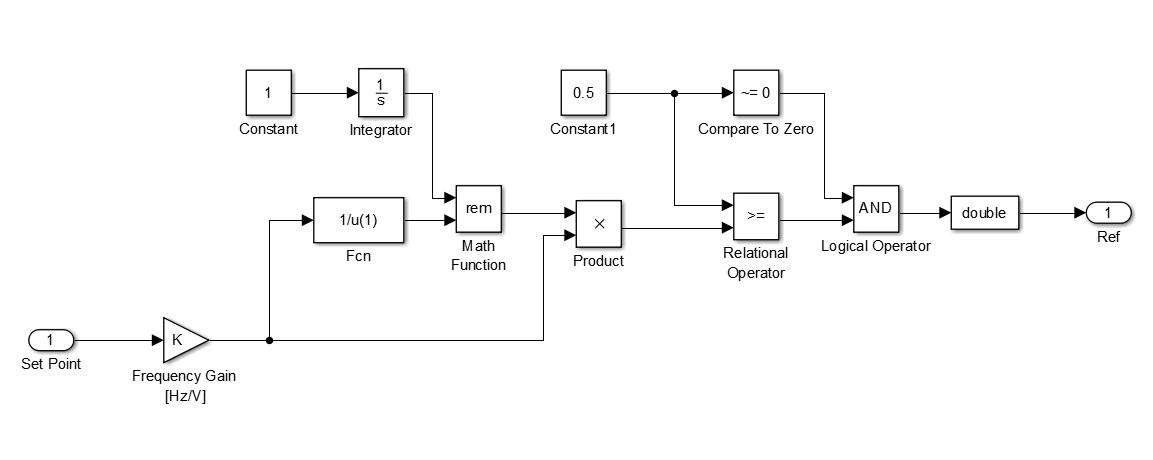 1
Constant
1
s
Integrator
0.5
Constant1
~= 0
Compare To Zero
1/u(1)
Fcn
rem
Math
Function
×
Product
>=
Relational
Operator
AND
Logical Operator
double
1
Ref
1
Set Point
K
Frequency Gain
[Hz/V]